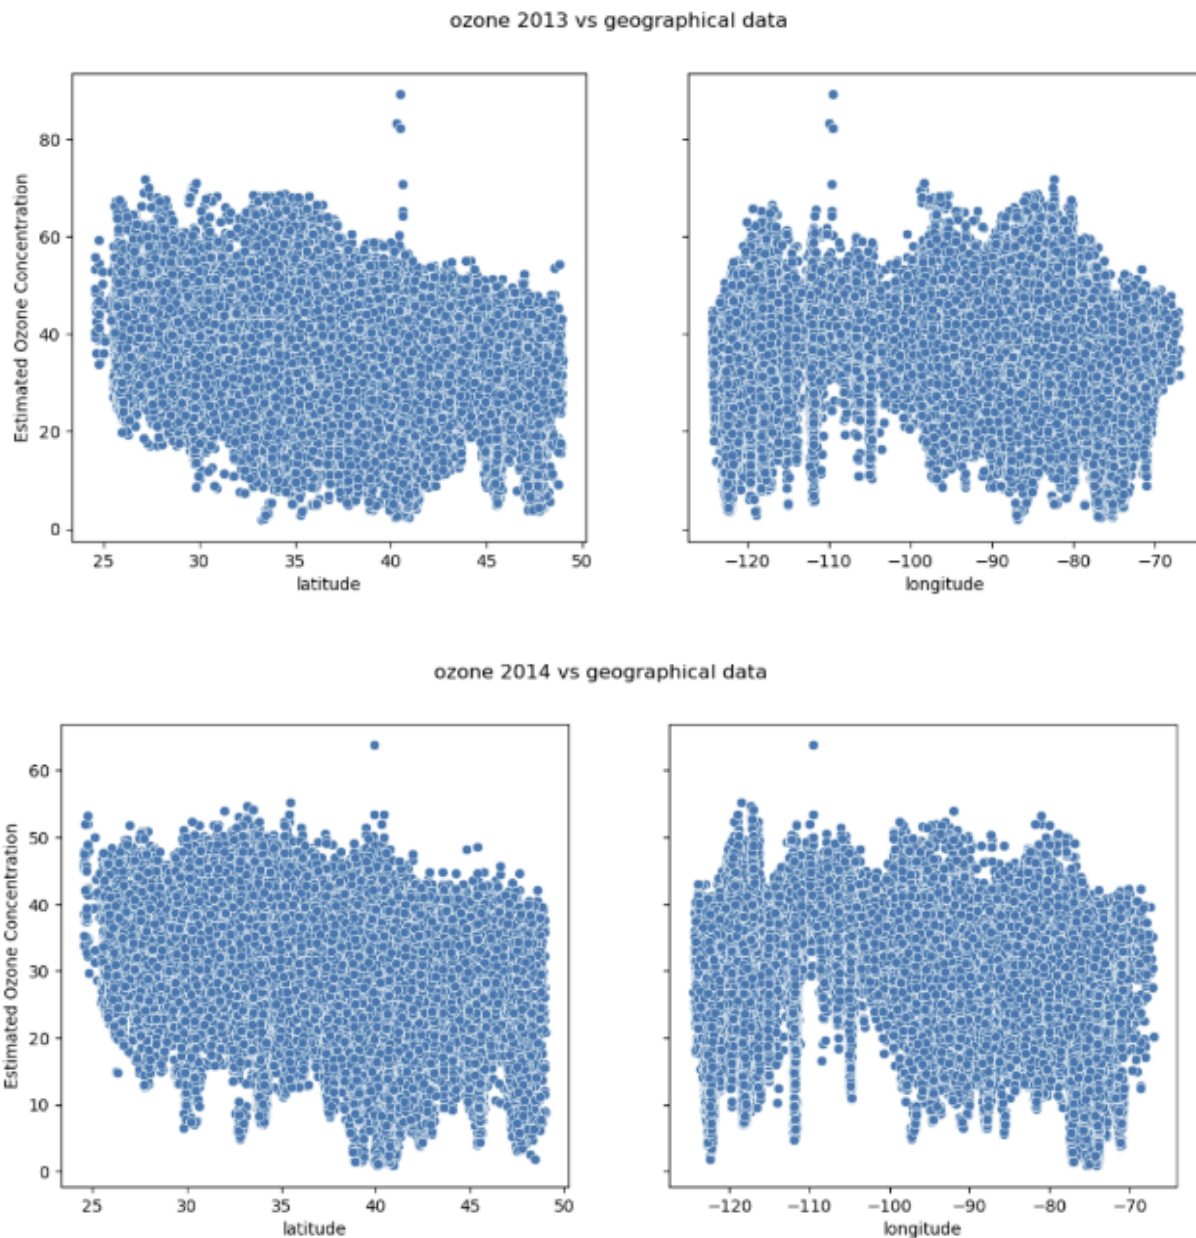 ozone 2013 vs geographical data
Estimated Ozone Concentration
80
60
40
20
0
25 30 35 40 45 50
latitude
−120 −110 −100 −90 −80 −70
longitude
ozone 2014 vs geographical data
Estimated Ozone Concentration
60
50
40
30
20
10
0
25 30 35 40 45 50
latitude
−120 −110 −100 −90 −80 −70
longitude